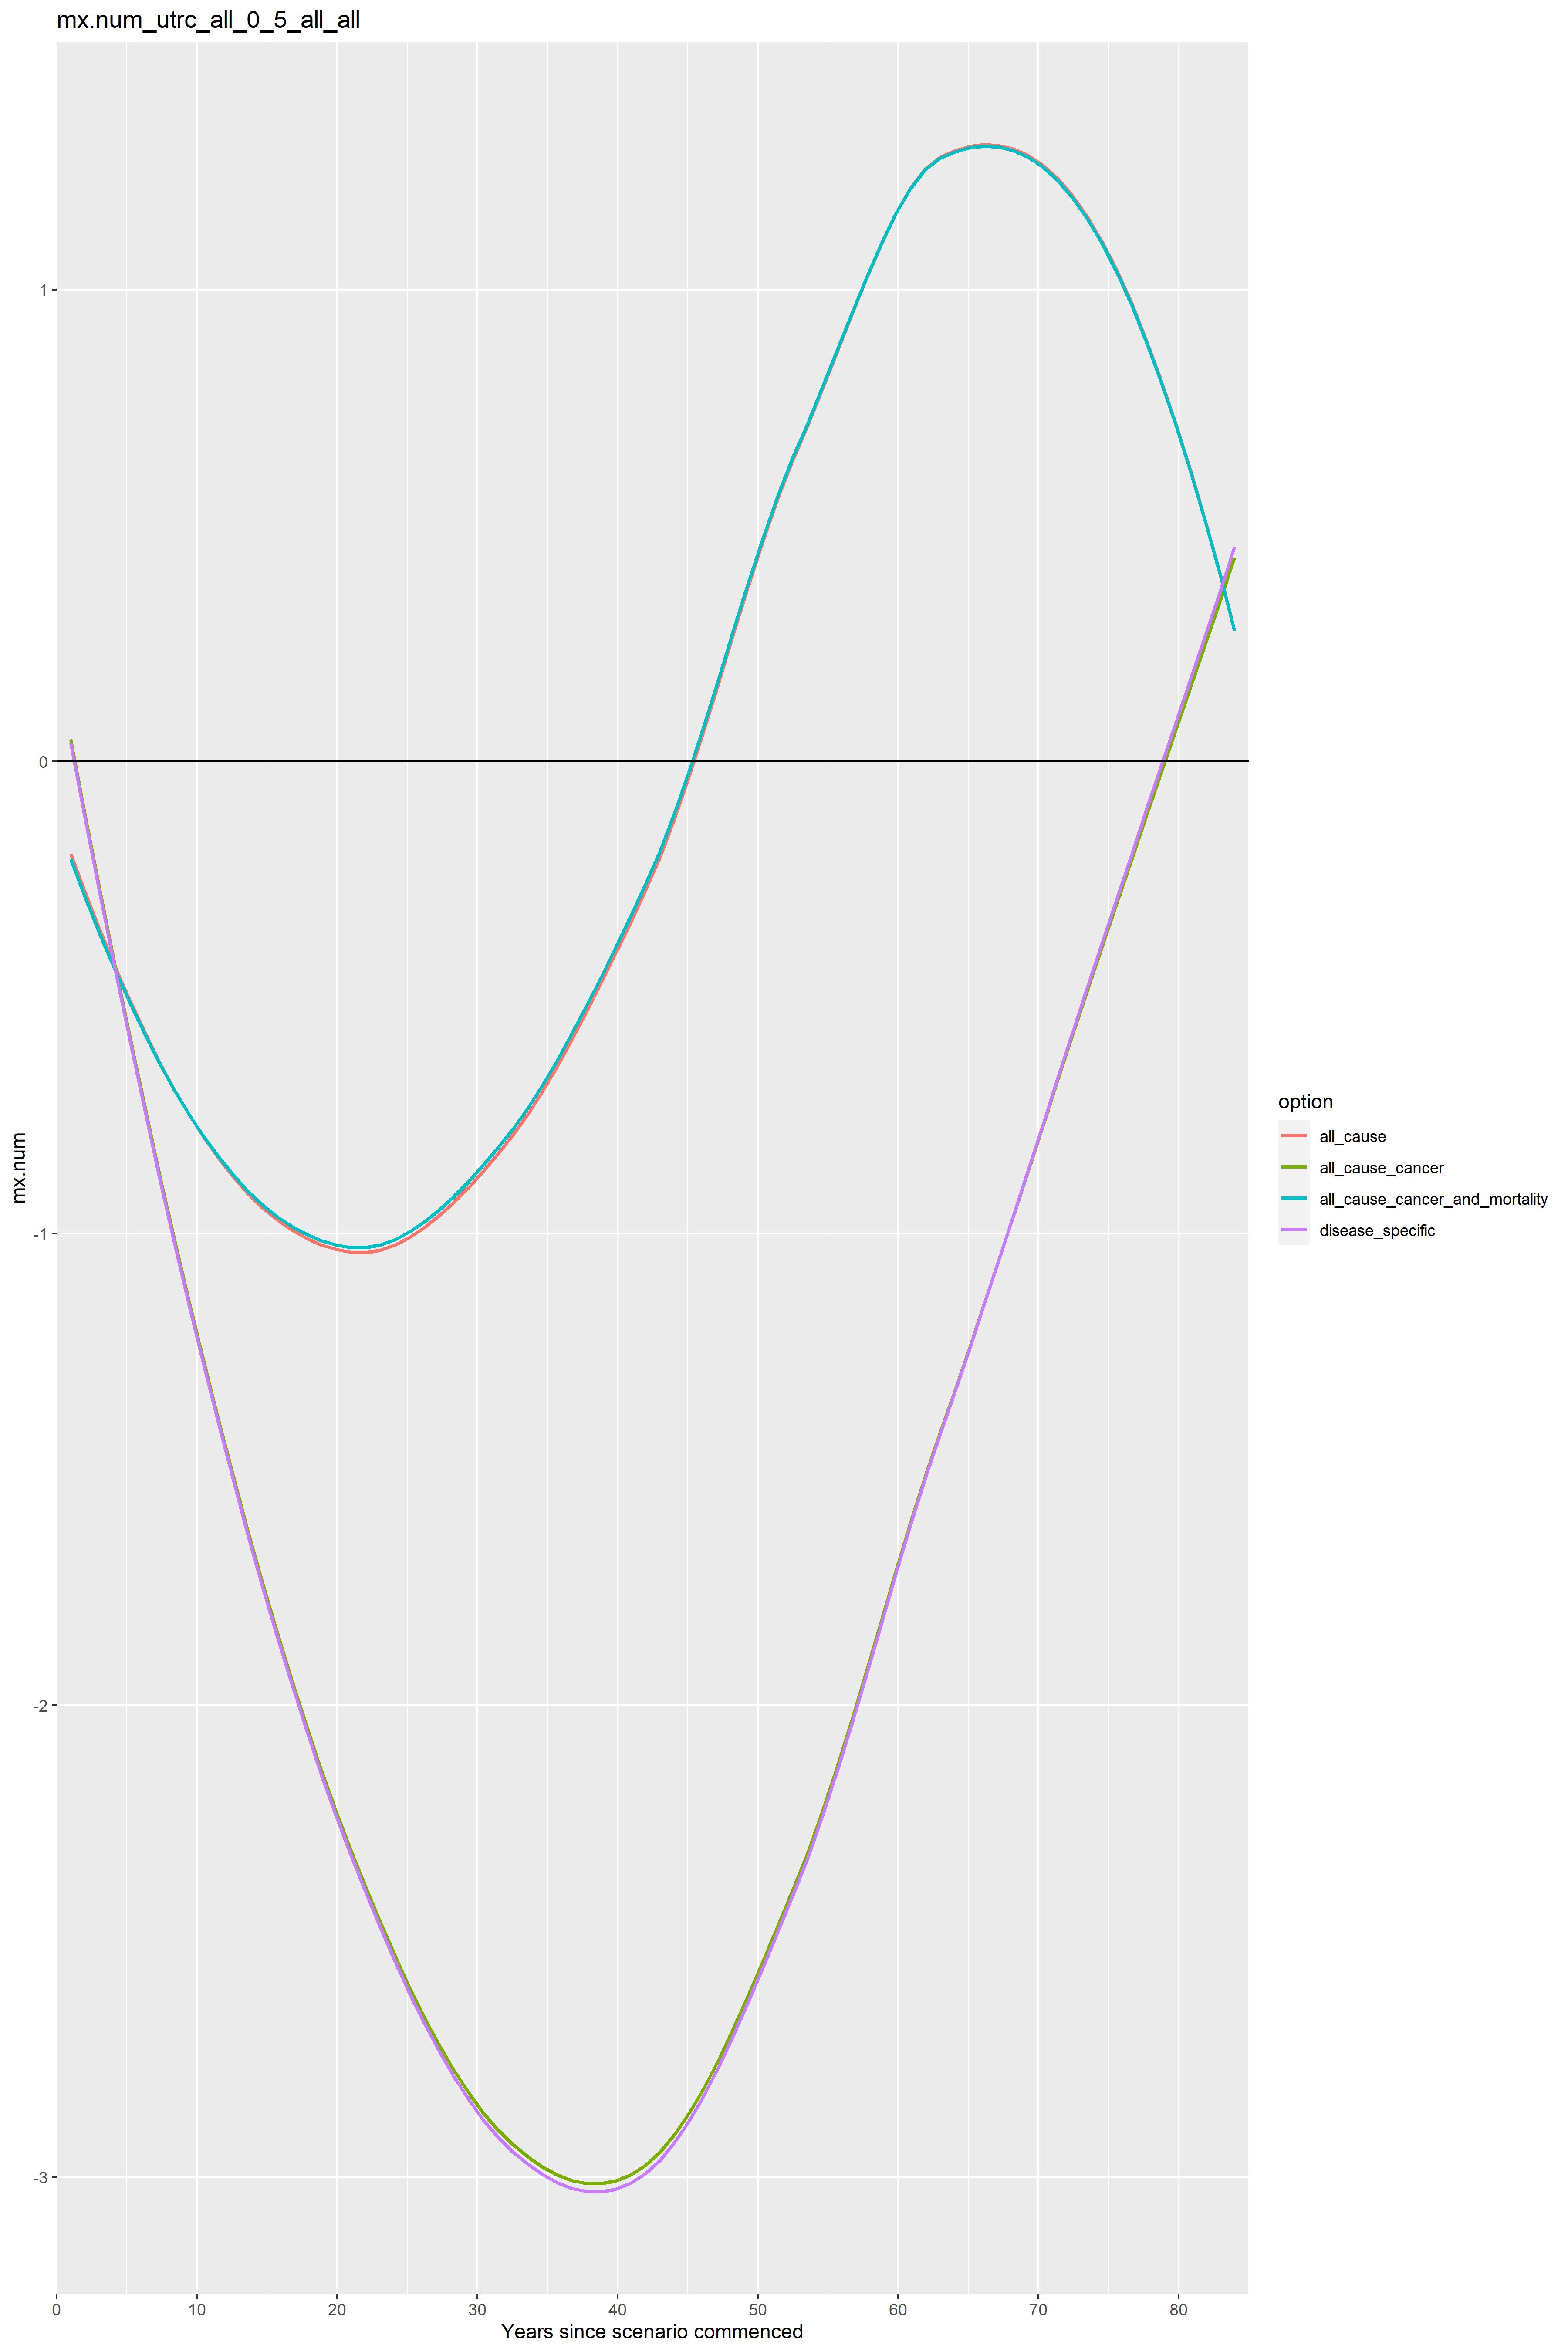 mx.num_utrc_all_0_5_all_all
1
0
-1
-2
-3
mx.num
0 10 20 30 40 50 60 70 80
Years since scenario commenced
option
all_cause
all_cause_cancer
all_cause_cancer_and_mortality
disease_specific